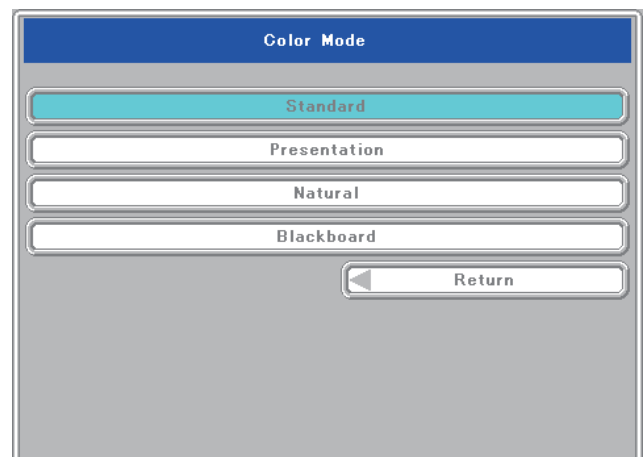 Color Mode
Standard
Presentation
Natural
Blackboard
Return